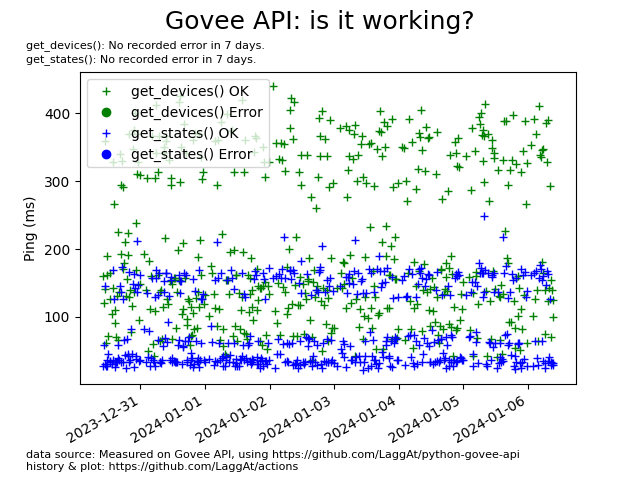 Govee API: is it working?
get_devices(): No recorded error in 7 days.
get_states(): No recorded error in 7 days.
get_devices() OK
get_devices() Error
get_states() OK
get_states() Error
Ping (ms)
400
300
200
100
2023-12-31
2024-01-01
2024-01-02
2024-01-03
2024-01-04
2024-01-05
2024-01-06
data source: Measured on Govee API, using https://github.com/LaggAt/python-govee-api
history & plot: https://github.com/LaggAt/actions